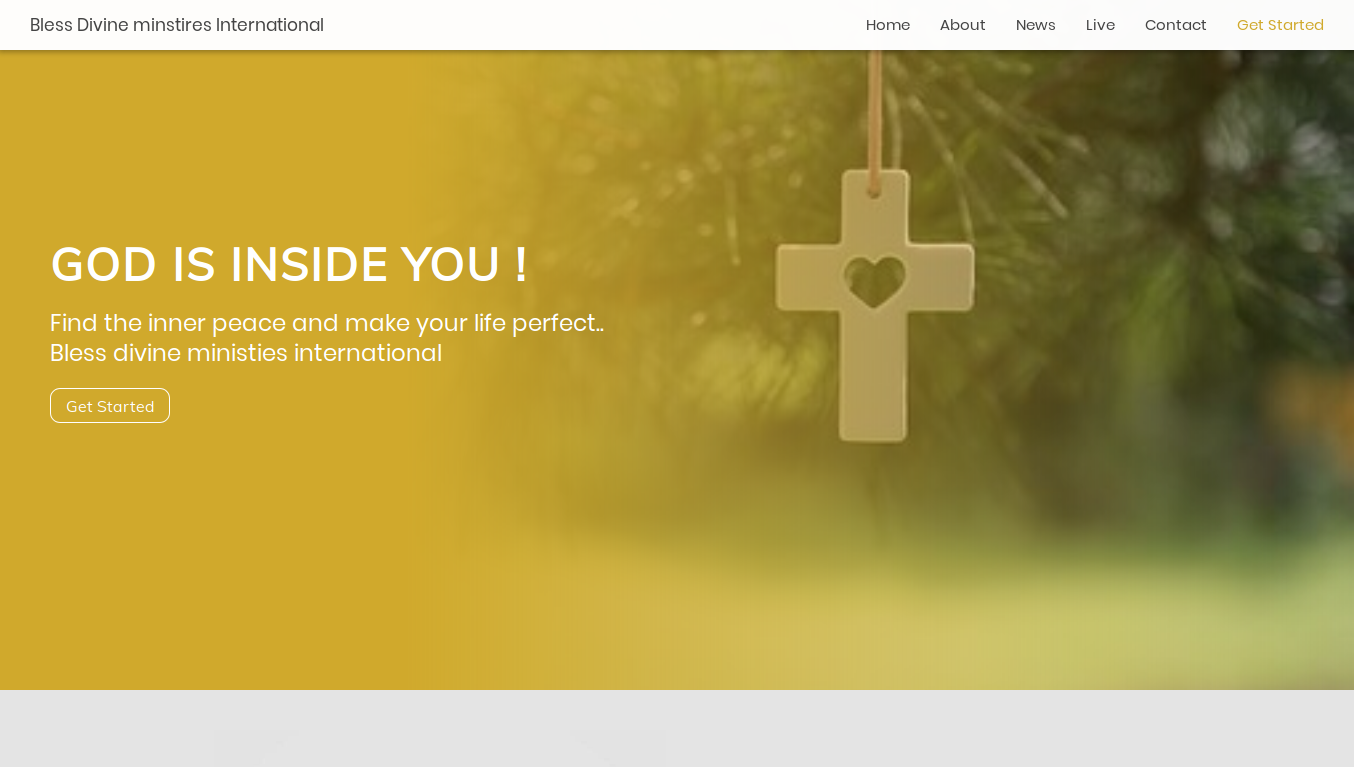 Bless Divine minstires International
Home
About
News
Live
Contact
Get Started
GOD IS INSIDE YOU !
Find the inner peace and make your life perfect..
Bless divine ministies international
Get Started